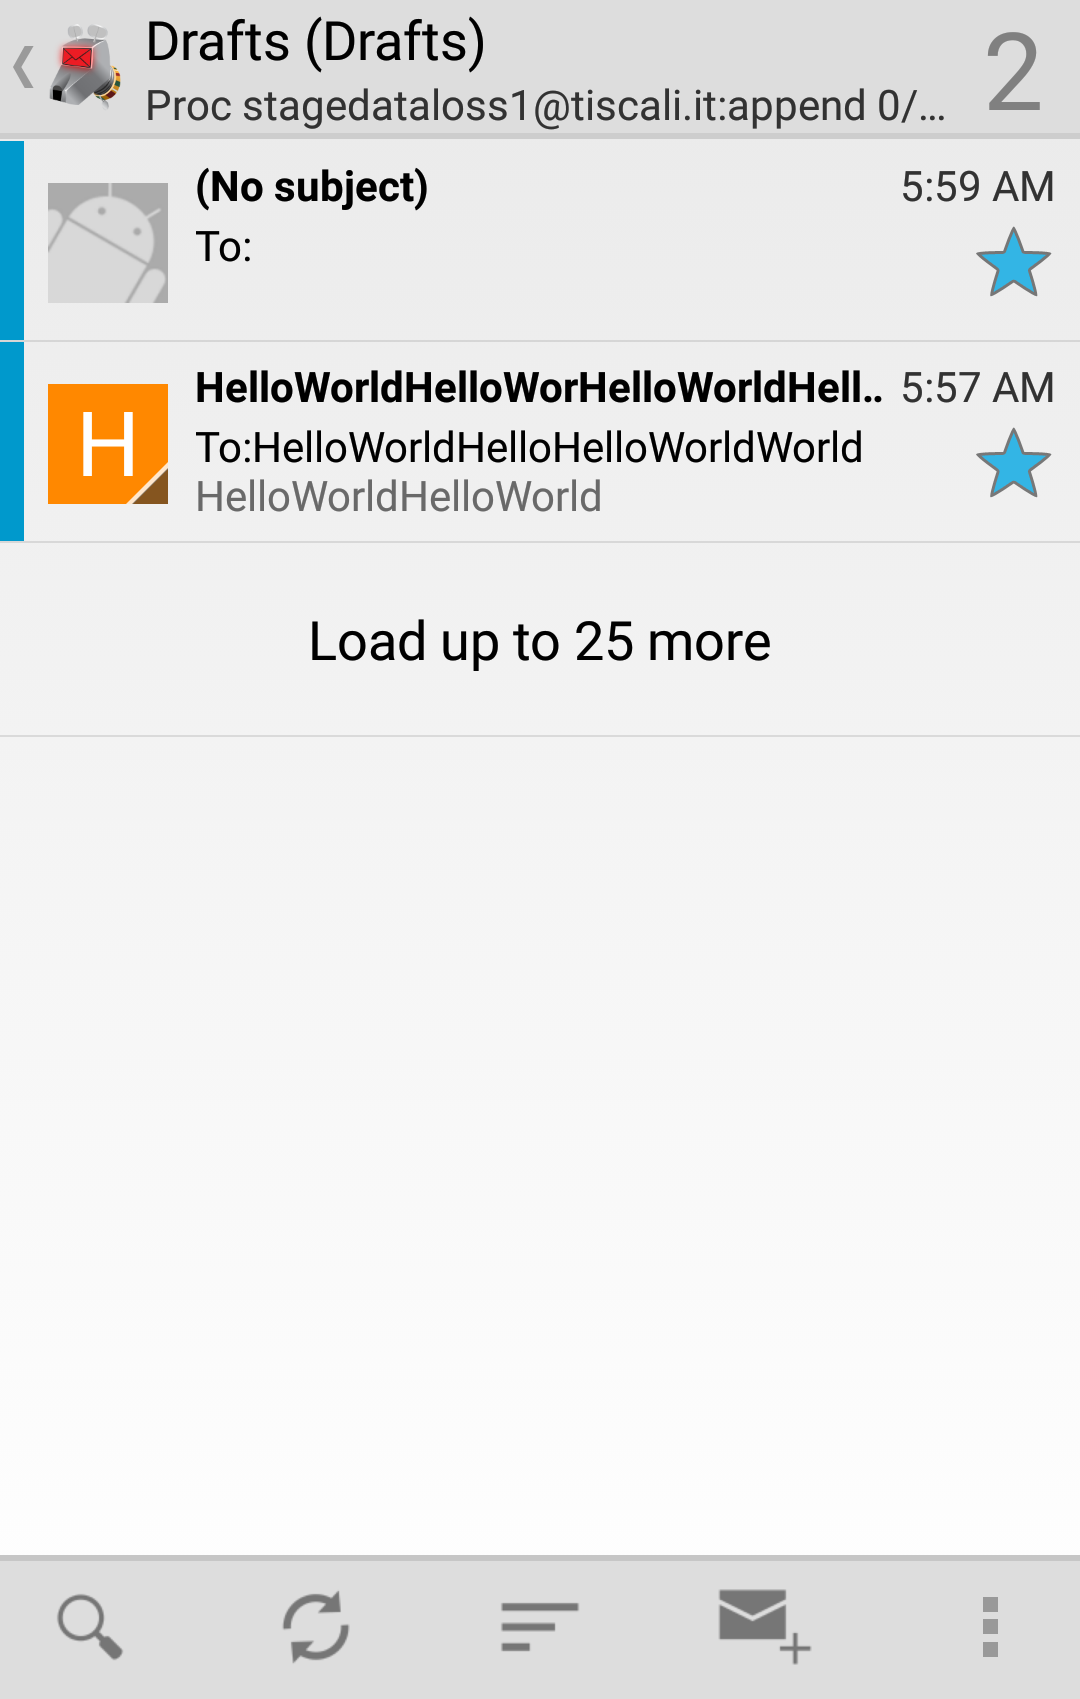 Drafts (Drafts)
2
Proc stagedataloss1@tiscali.it:append 0/...
(No subject)
5:59 AM
To:
HelloWorldHelloWorHelloWorldHell..
5:57 AM
To:HelloWorldHelloHelloWorldWorld
H
HelloWorldHelloWorld
Load up to 25 more